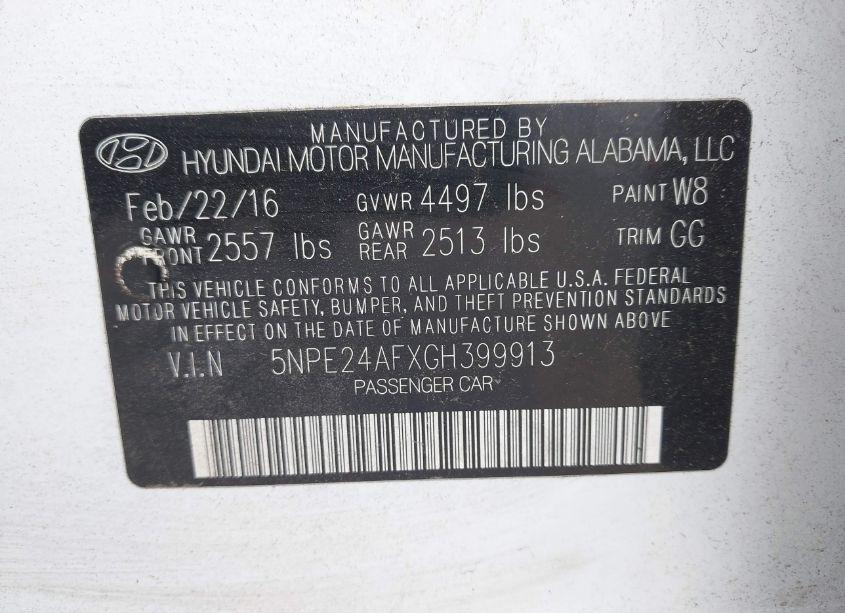 MANUFACTURED BY
HYUNDAI MOTOR MANUFACTURING ALABAMA, LLC
Feb/22/16 GVWR 4497 lbs PAINT W8
GAWR FRONT 2557 lbs GAWR REAR 2513 lbs TRIM GG
THIS VEHICLE CONFORMS TO ALL APPLICABLE U.S.A. FEDERAL
MOTOR VEHICLE SAFETY, BUMPER, AND THEFT PREVENTION STANDARDS
IN EFFECT ON THE DATE OF MANUFACTURE SHOWN ABOVE
V.I.N 5NPE24AFXGH399913
PASSENGER CAR